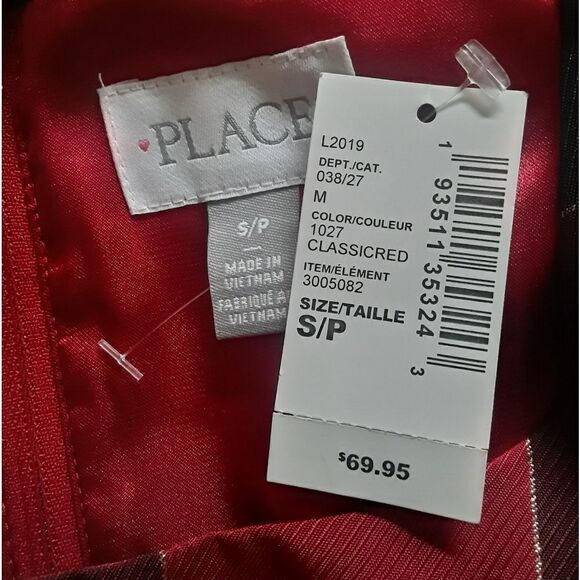 PLACE
S/P
MADE IN
VIETNAM
FABRIQUÉ A
VIETNAM
L2019
DEPT./CAT.
038/27
M
COLOR/COULEUR
1027
CLASSICRED
ITEM/ÉLÉMENT
3005082
SIZE/TAILLE
S/P
1 93511 35324 3
$69.95